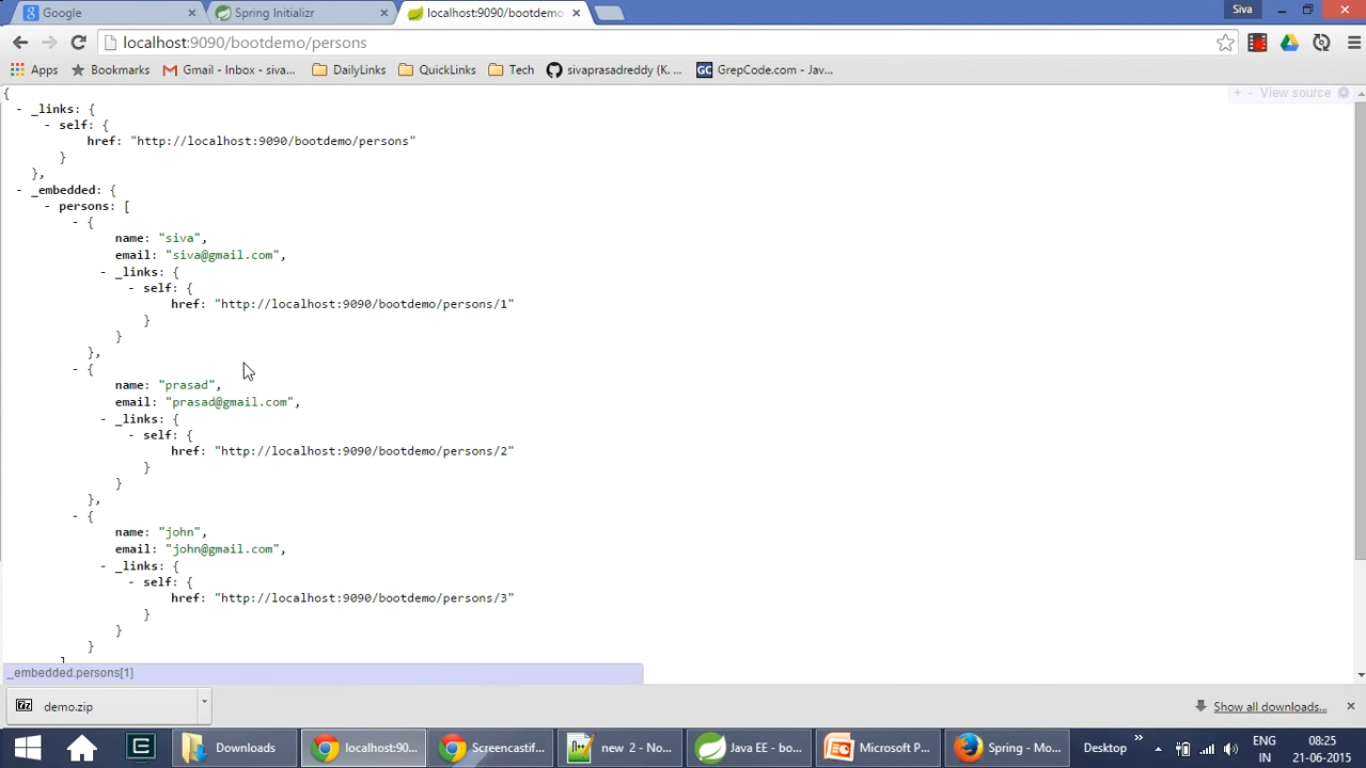 Google
Spring Initializr
localhost:9090/bootdemo
Siva
localhost:9090/bootdemo/persons
Apps
Bookmarks
Gmail - Inbox - siva...
DailyLinks
QuickLinks
Tech
sivaprasadreddy (K. ...
GrepCode.com - Jav...
+ - View source
{
- _links: {
- self: {
href: "http://localhost:9090/bootdemo/persons"
}
},
- _embedded: {
- persons: [
- {
name: "siva",
email: "siva@gmail.com",
- _links: {
- self: {
href: "http://localhost:9090/bootdemo/persons/1"
}
}
},
- {
name: "prasad",
email: "prasad@gmail.com",
- _links: {
- self: {
href: "http://localhost:9090/bootdemo/persons/2"
}
}
},
- {
name: "john",
email: "john@gmail.com",
- _links: {
- self: {
href: "http://localhost:9090/bootdemo/persons/3"
}
}
}
]
_embedded.persons[1]
demo.zip
Show all downloads...
Downloads
localhost:90...
Screencastif...
new 2 - No...
Java EE - bo...
Microsoft P...
Spring - Mo...
Desktop
ENG
IN
08:25
21-06-2015